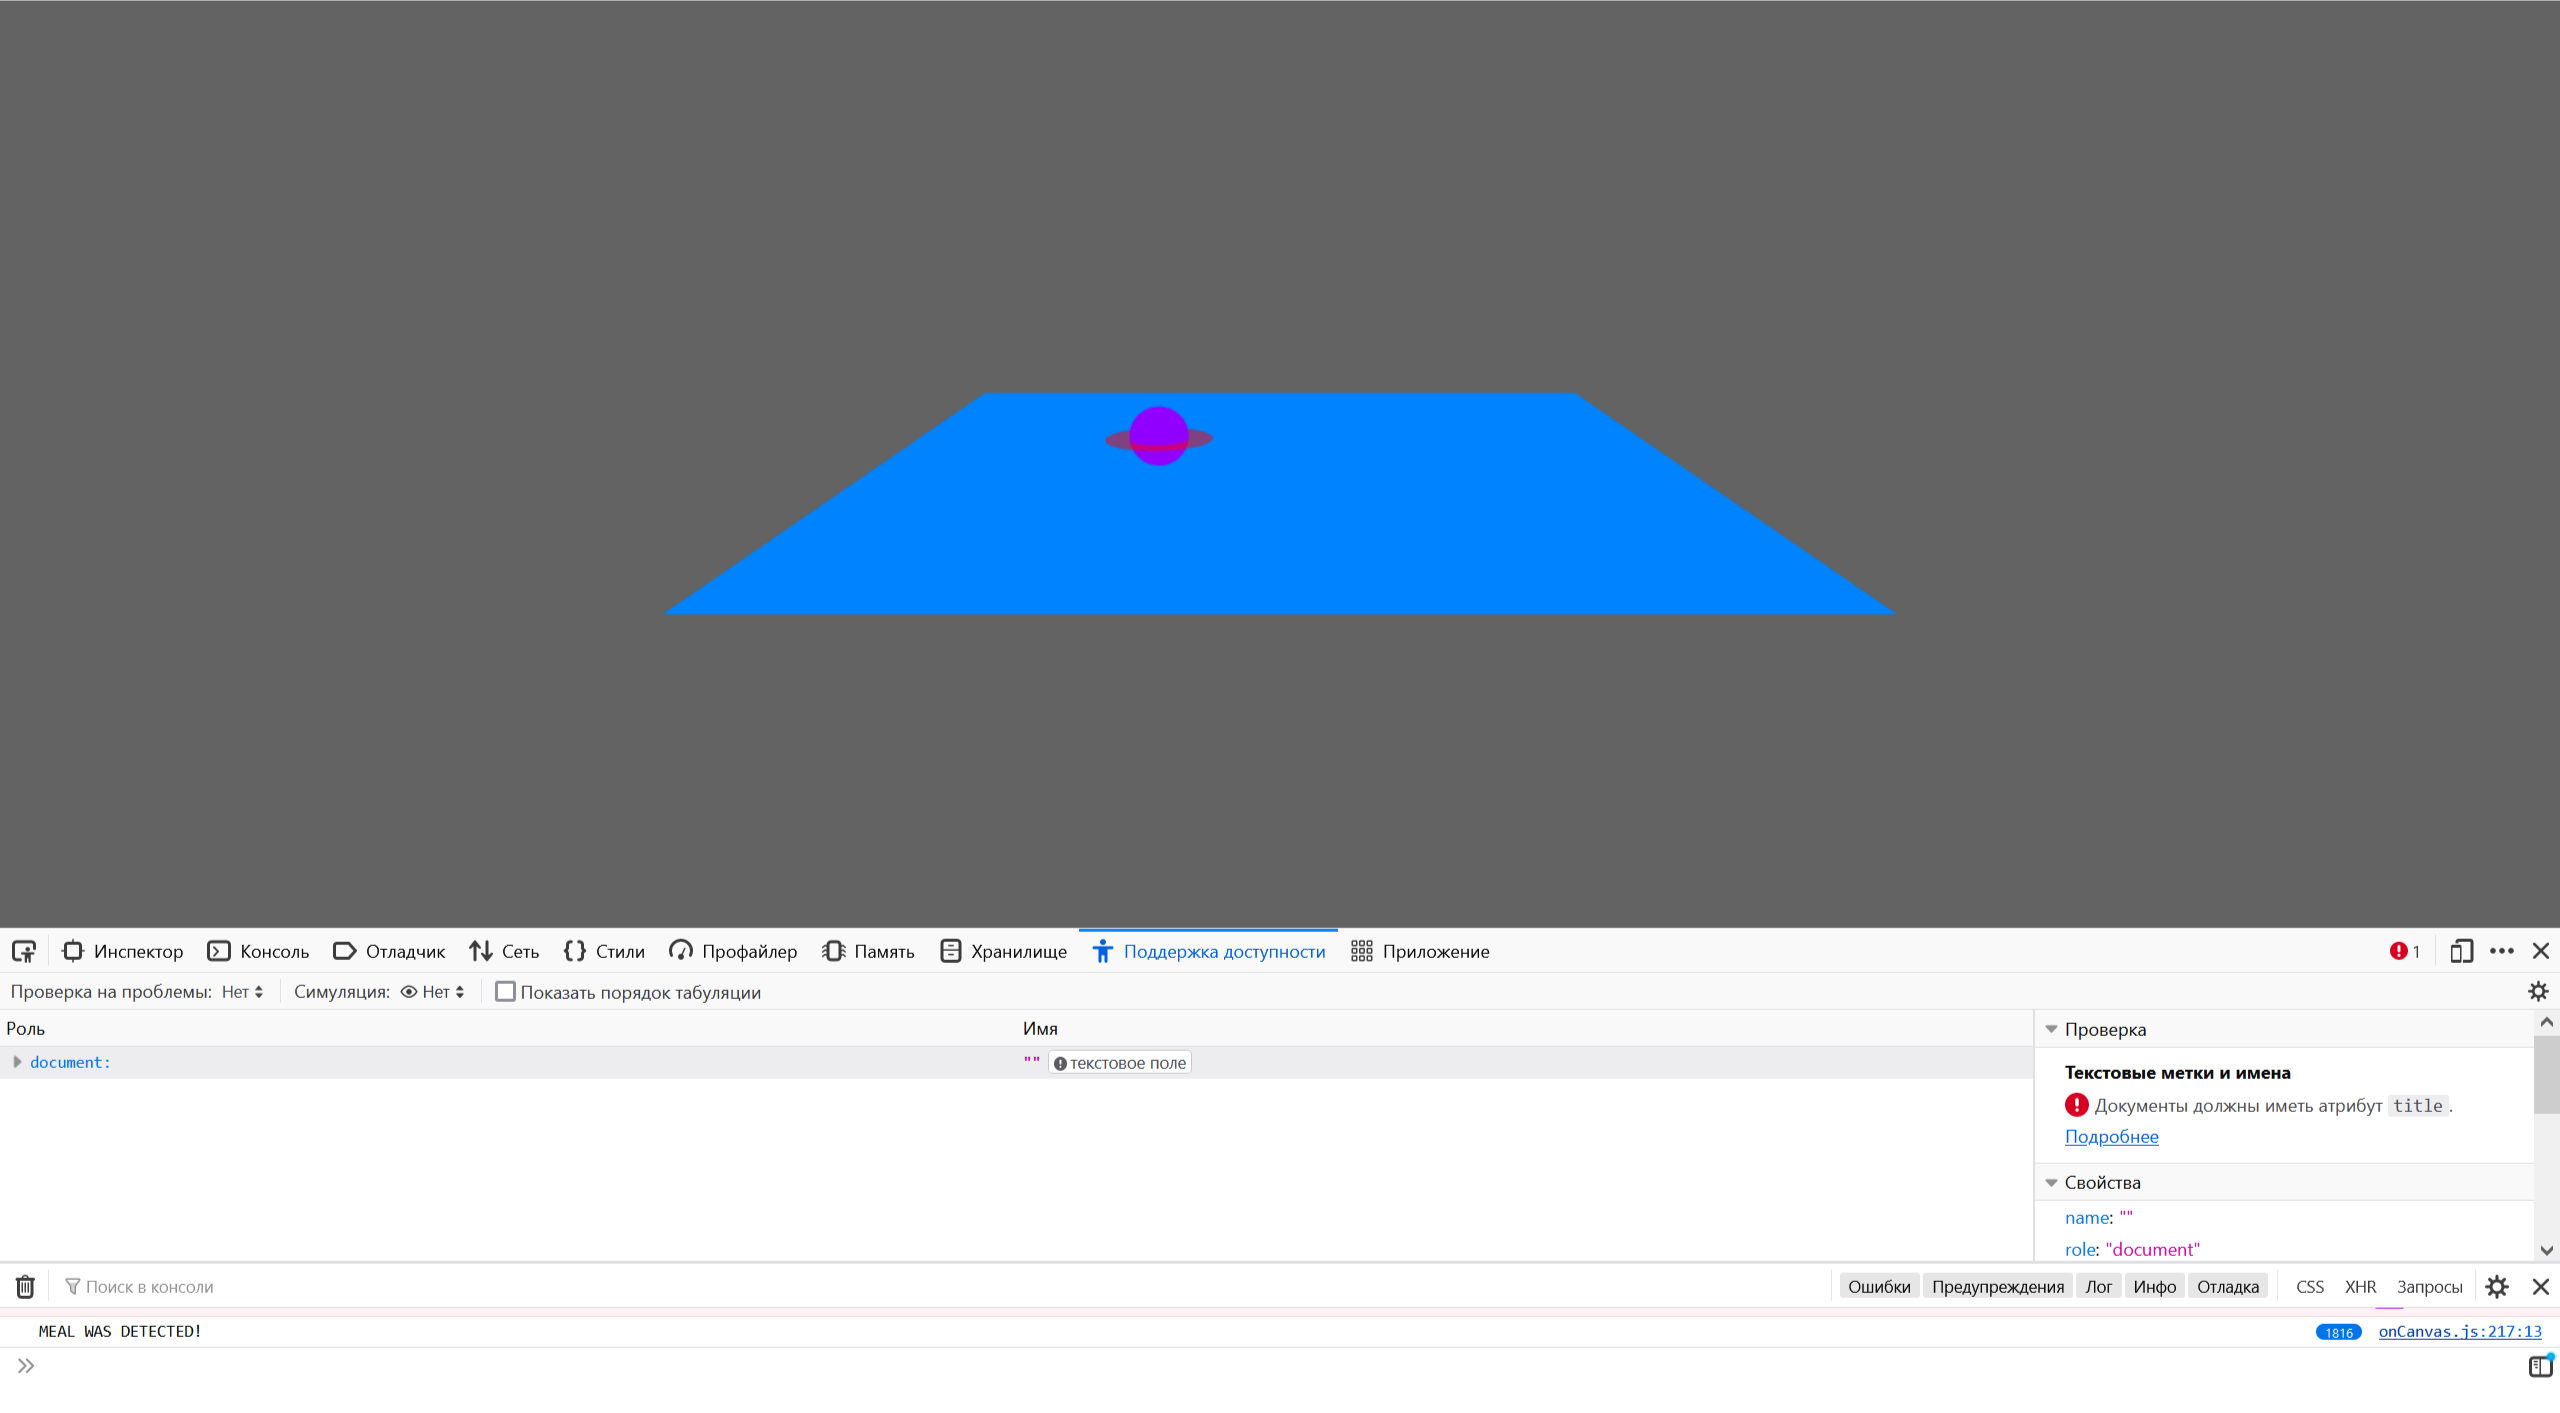 Инспектор Консоль Отладчик Сеть Стили Профайлер Память Хранилище Поддержка доступности Приложение 1
Проверка на проблемы: Нет Симуляция: Нет Показать порядок табуляции
Роль Имя
document: "" текстовое поле
Проверка
Текстовые метки и имена
Документы должны иметь атрибут title.
Подробнее
Свойства
name: ""
role: "document"
Поиск в консоли Ошибки Предупреждения Лог Инфо Отладка CSS XHR Запросы
MEAL WAS DETECTED! 1816 onCanvas.js:217:13